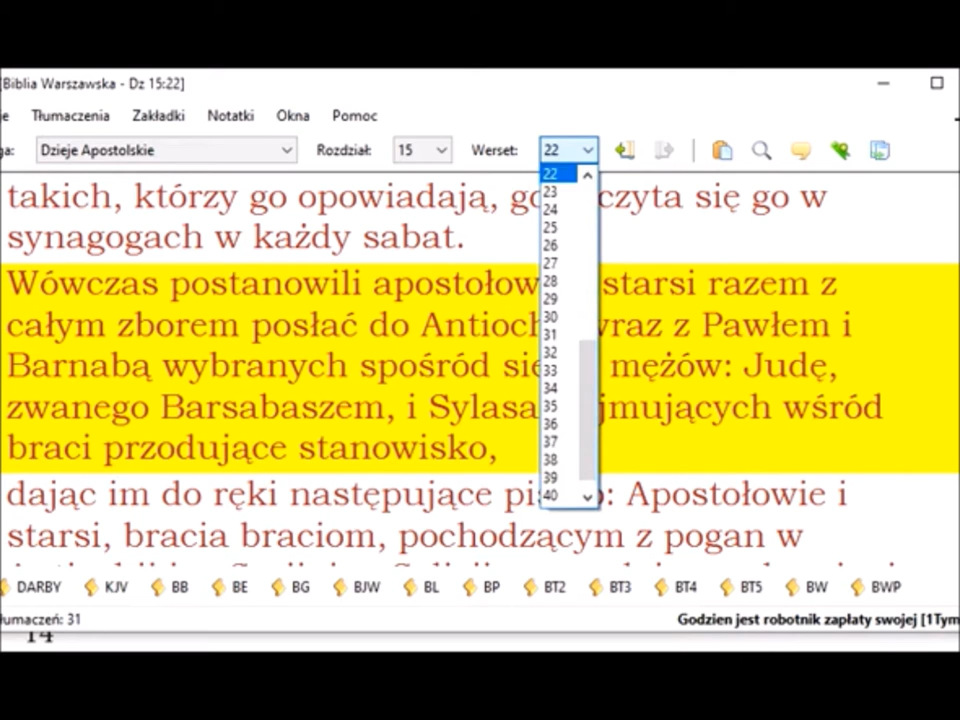 [Biblia Warszawska - Dz 15:22]
je Tłumaczenia Zakładki Notatki Okna Pomoc
ga: Dzieje Apostolskie Rozdział: 15 Werset: 22
takich, którzy go opowiadają, czyta się go w
synagogach w każdy sabat.
Wówczas postanowili starsi razem z
całym zborem posłać do z Pawłem i
Barnabą wybranych spośród mężów: Judę,
zwanego Barsabaszem, i Sylasa wśród
braci przodujące stanowisko,
dając im do ręki następujące Apostołowie i
starsi, bracia braciom, pochodzącym z pogan w
22
23
24
25
26
27
28
29
30
31
32
33
34
35
36
37
38
39
40
DARBY KJV BB BE BG BJW BL BP BT2 BT3 BT4 BT5 BW BWP
łumaczeń: 31 Godzien jest robotnik zapłaty swojej [1Tym
14